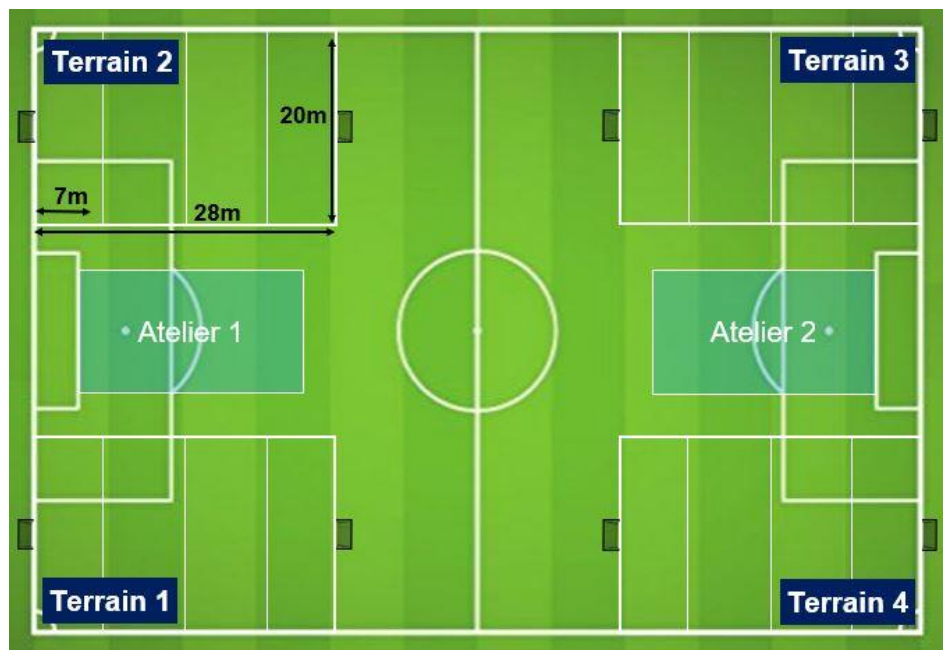 Terrain 2
Terrain 3
20m
7m
28m
Atelier 1
Atelier 2
Terrain 1
Terrain 4